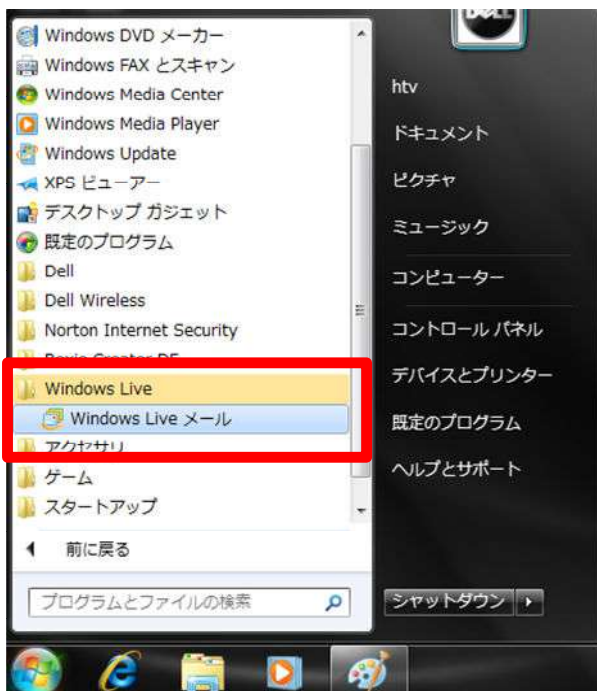 Windows DVD メーカー
Windows FAX とスキャン
Windows Media Center
Windows Media Player
Windows Update
XPS ビューアー
デスクトップ ガジェット
既定のプログラム
Dell
Dell Wireless
Norton Internet Security
Windows Live
Windows Live メール
アクセサリ
ゲーム
スタートアップ
前に戻る
プログラムとファイルの検索
DELL
htv
ドキュメント
ピクチャ
ミュージック
コンピューター
コントロール パネル
デバイスとプリンター
既定のプログラム
ヘルプとサポート
シャットダウン